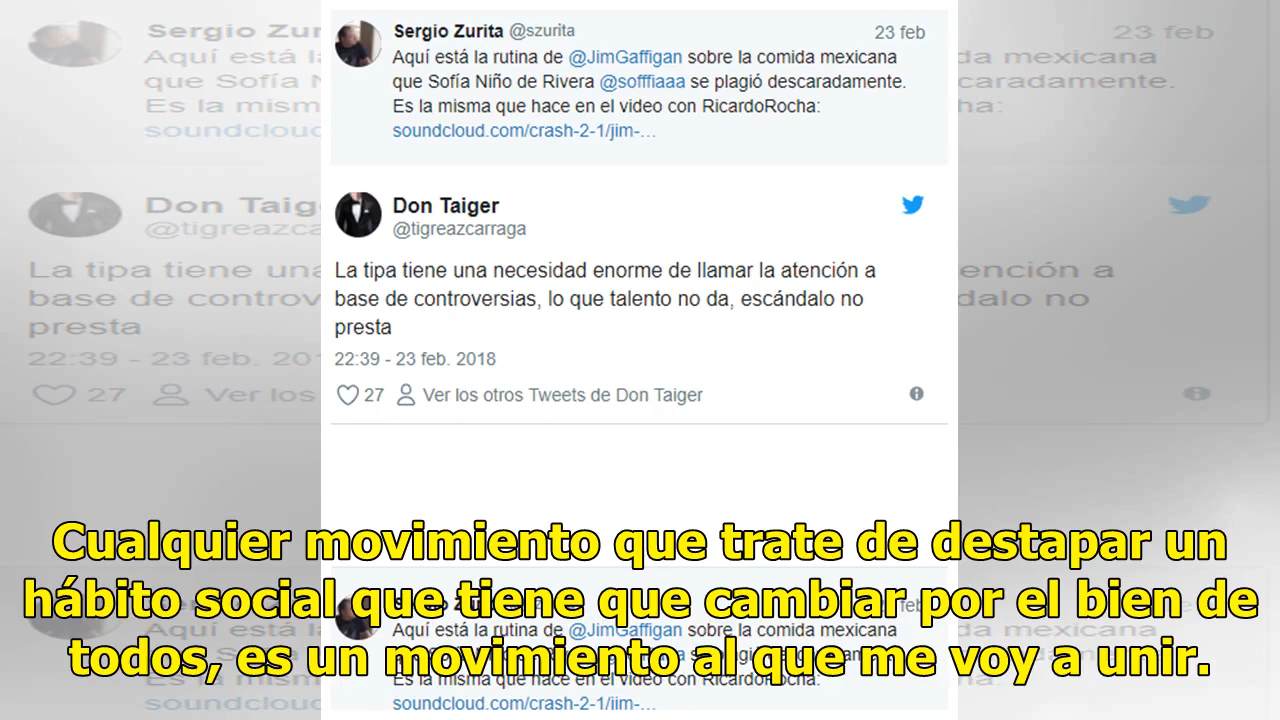 Sergio Zurita @szurita 23 feb
Aquí está la rutina de @JimGaffigan sobre la comida mexicana
que Sofía Niño de Rivera @sofffiaaa se plagió descaradamente.
Es la misma que hace en el video con RicardoRocha:
soundcloud.com/crash-2-1/jim-…
Don Taiger
@tigreazcarraga
La tipa tiene una necesidad enorme de llamar la atención a
base de controversias, lo que talento no da, escándalo no
presta
22:39 - 23 feb. 2018
27 Ver los otros Tweets de Don Taiger
Cualquier movimiento que trate de destapar un
hábito social que tiene que cambiar por el bien de
todos, es un movimiento al que me voy a unir.
Aquí está la rutina de @JimGaffigan sobre la comida mexicana
Es la misma que hace en el video con RicardoRocha:
soundcloud.com/crash-2-1/jim-…